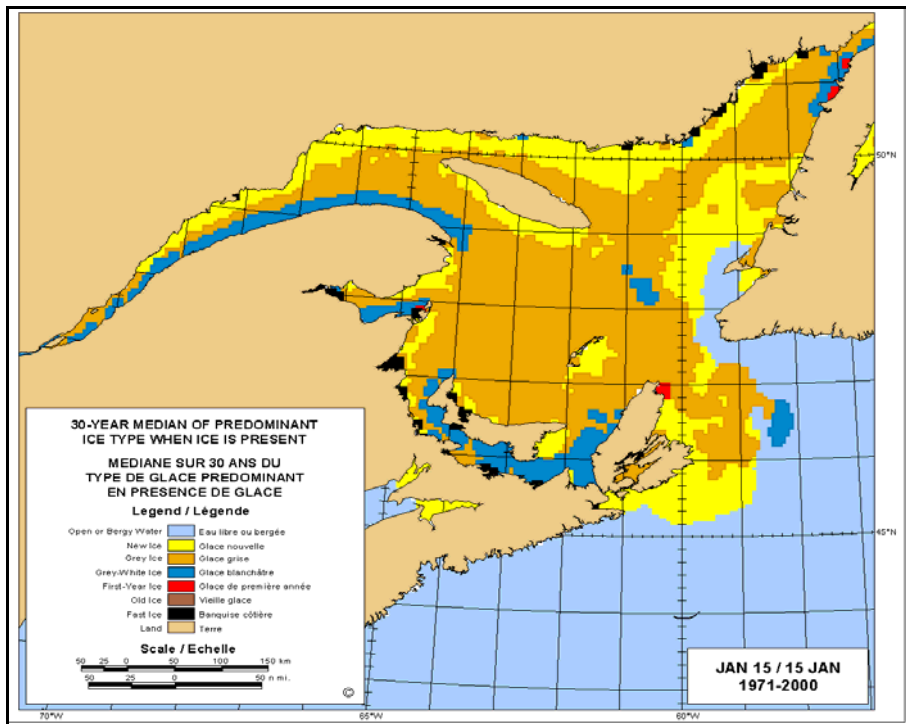 50°N
45°N
30-YEAR MEDIAN OF PREDOMINANT
ICE TYPE WHEN ICE IS PRESENT
MEDIANE SUR 30 ANS DU
TYPE DE GLACE PREDOMINANT
EN PRESENCE DE GLACE
Legend / Légende
Open or Bergy Water Eau libre ou bergée
New Ice Glace nouvelle
Grey Ice Glace grise
Grey-White Ice Glace blanchâtre
First-Year Ice Glace de première année
Old Ice Vieille glace
Fast Ice Banquise côtière
Land Terre
Scale / Echelle
50 25 0 50 100 150 km
50 25 0 50 n mi.
©
JAN 15 / 15 JAN
1971-2000
70°W 65°W 60°W